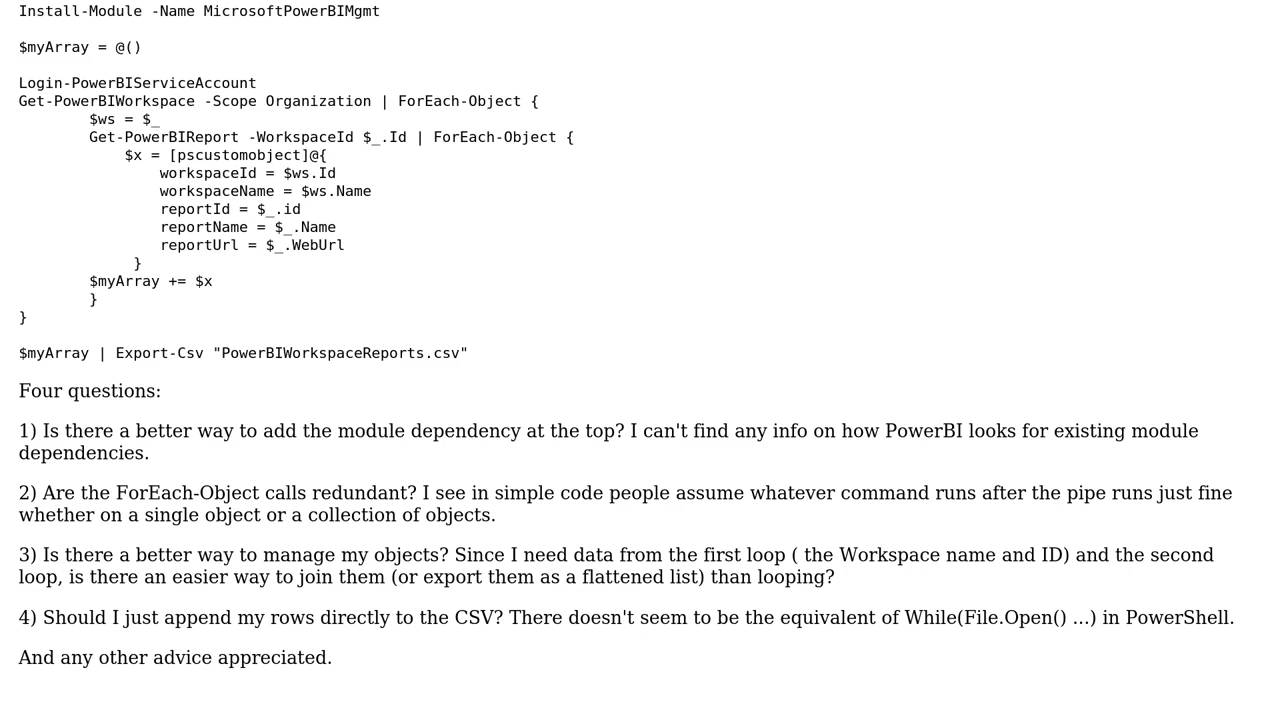 Install-Module -Name MicrosoftPowerBIMgmt
$myArray = @()
Login-PowerBIServiceAccount
Get-PowerBIWorkspace -Scope Organization | ForEach-Object {
        $ws = $_
        Get-PowerBIReport -WorkspaceId $_.Id | ForEach-Object {
            $x = [pscustomobject]@{
                workspaceId = $ws.Id
                workspaceName = $ws.Name
                reportId = $_.id
                reportName = $_.Name
                reportUrl = $_.WebUrl
             }
        $myArray += $x
        }
}
$myArray | Export-Csv "PowerBIWorkspaceReports.csv"
Four questions:
1) Is there a better way to add the module dependency at the top? I can't find any info on how PowerBI looks for existing module
dependencies.
2) Are the ForEach-Object calls redundant? I see in simple code people assume whatever command runs after the pipe runs just fine
whether on a single object or a collection of objects.
3) Is there a better way to manage my objects? Since I need data from the first loop ( the Workspace name and ID) and the second
loop, is there an easier way to join them (or export them as a flattened list) than looping?
4) Should I just append my rows directly to the CSV? There doesn't seem to be the equivalent of While(File.Open() ...) in PowerShell.
And any other advice appreciated.